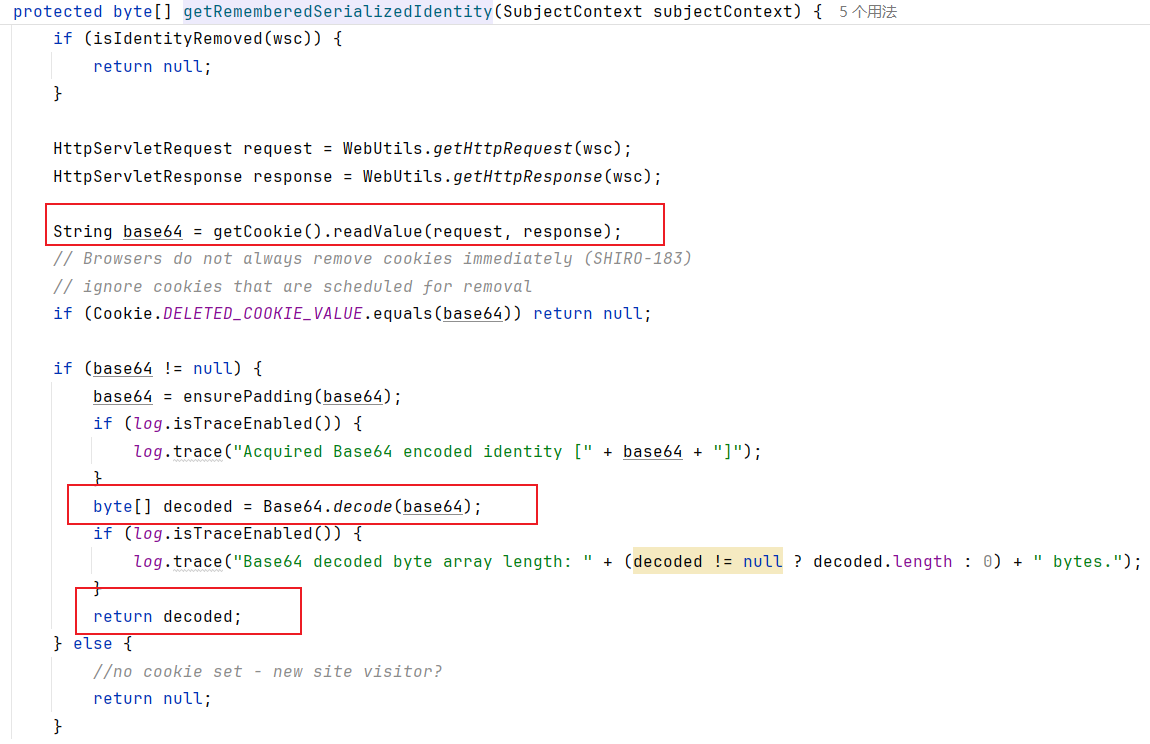 protected byte[] getRememberedSerializedIdentity(SubjectContext subjectContext) { 5 个用法
    if (isIdentityRemoved(wsc)) {
        return null;
    }
    HttpServletRequest request = WebUtils.getHttpRequest(wsc);
    HttpServletResponse response = WebUtils.getHttpResponse(wsc);
    String base64 = getCookie().readValue(request, response);
    // Browsers do not always remove cookies immediately (SHIRO-183)
    // ignore cookies that are scheduled for removal
    if (Cookie.DELETED_COOKIE_VALUE.equals(base64)) return null;
    if (base64 != null) {
        base64 = ensurePadding(base64);
        if (log.isTraceEnabled()) {
            log.trace("Acquired Base64 encoded identity [" + base64 + "]");
        }
        byte[] decoded = Base64.decode(base64);
        if (log.isTraceEnabled()) {
            log.trace("Base64 decoded byte array length: " + (decoded != null ? decoded.length : 0) + " bytes.");
        }
        return decoded;
    } else {
        //no cookie set - new site visitor?
        return null;
    }